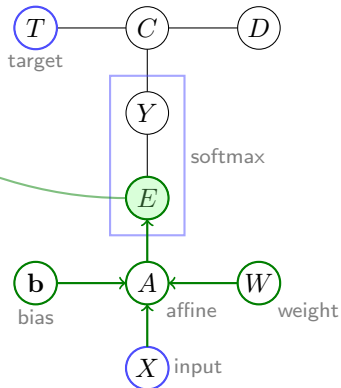 T C D
target
Y
softmax
E
b A W
bias affine weight
X input